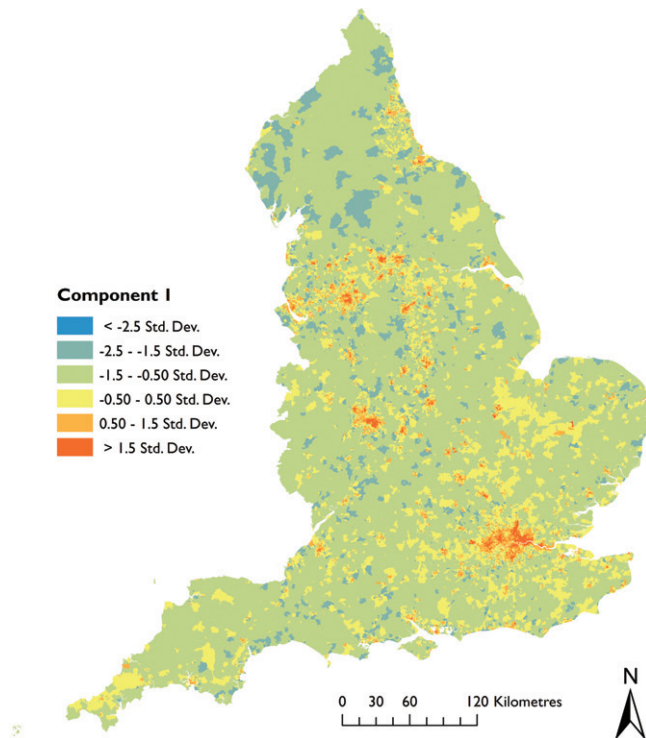 Component 1
< -2.5 Std. Dev.
-2.5 - -1.5 Std. Dev.
-1.5 - -0.50 Std. Dev.
-0.50 - 0.50 Std. Dev.
0.50 - 1.5 Std. Dev.
> 1.5 Std. Dev.
N
0 30 60 120 Kilometres